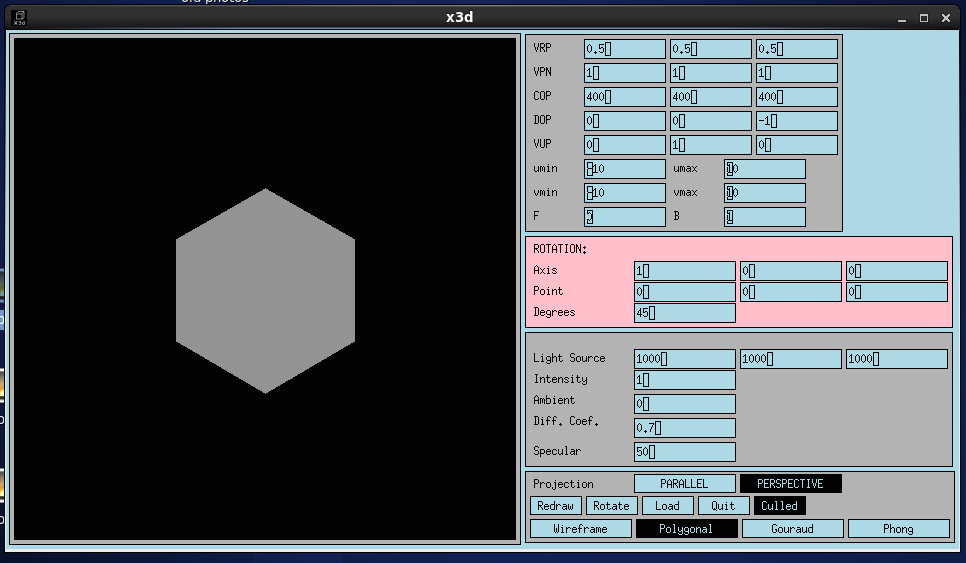 old photos
x3d
X3D
VRP 0.5 0.5 0.5
VPN 1 1 1
COP 400 400 400
DOP 0 0 -1
VUP 0 1 0
umin -10 umax 10
vmin -10 vmax 10
F B
ROTATION:
Axis 1 0 0
Point 0 0 0
Degrees 45
Light Source 1000 1000 1000
Intensity 1
Ambient 0
Diff. Coef. 0.7
Specular 50
Projection PARALLEL PERSPECTIVE
Redraw Rotate Load Quit Culled
Wireframe Polygonal Gouraud Phong